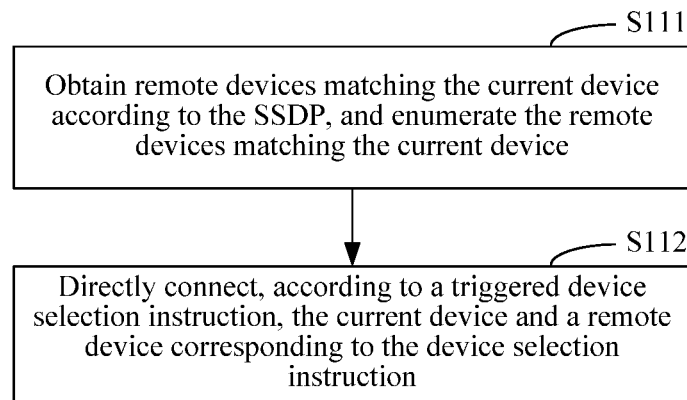 S111
Obtain remote devices matching the current device
according to the SSDP, and enumerate the remote
devices matching the current device
S112
Directly connect, according to a triggered device
selection instruction, the current device and a remote
device corresponding to the device selection
instruction